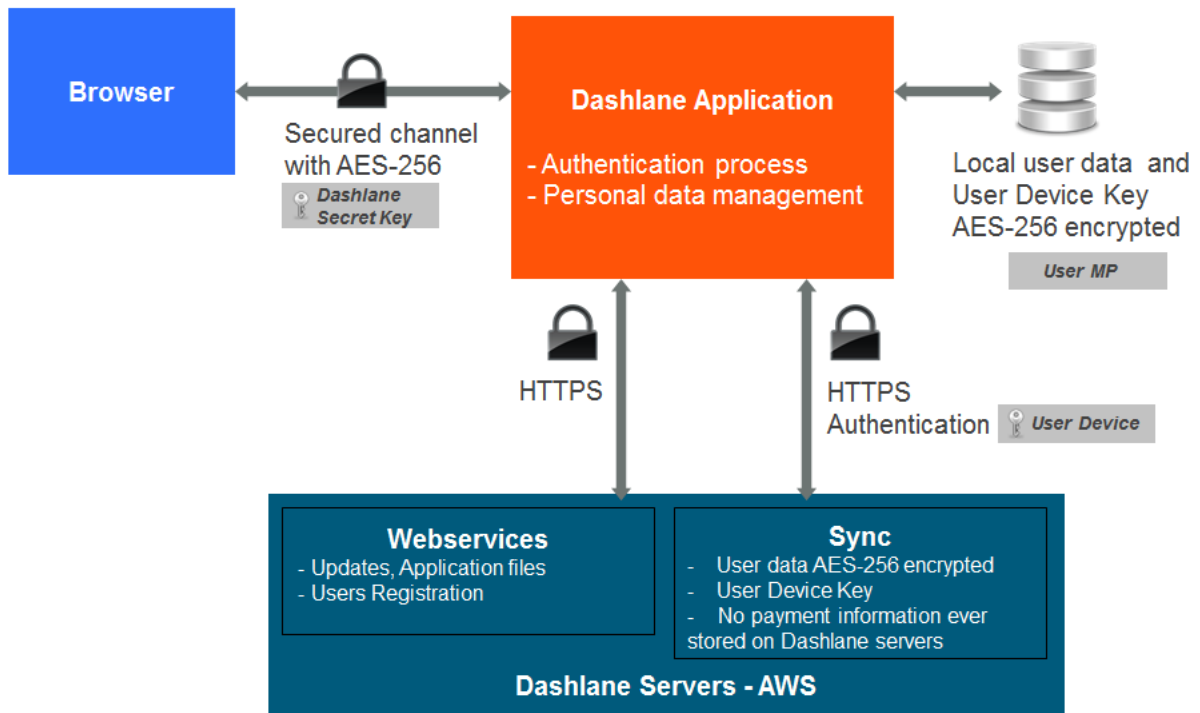 Browser
Secured channel
with AES-256
Dashlane
Secret Key
Dashlane Application
- Authentication process
- Personal data management
Local user data and
User Device Key
AES-256 encrypted
User MP
HTTPS
HTTPS
Authentication
User Device
Webservices
- Updates, Application files
- Users Registration
Sync
- User data AES-256 encrypted
- User Device Key
- No payment information ever
stored on Dashlane servers
Dashlane Servers - AWS